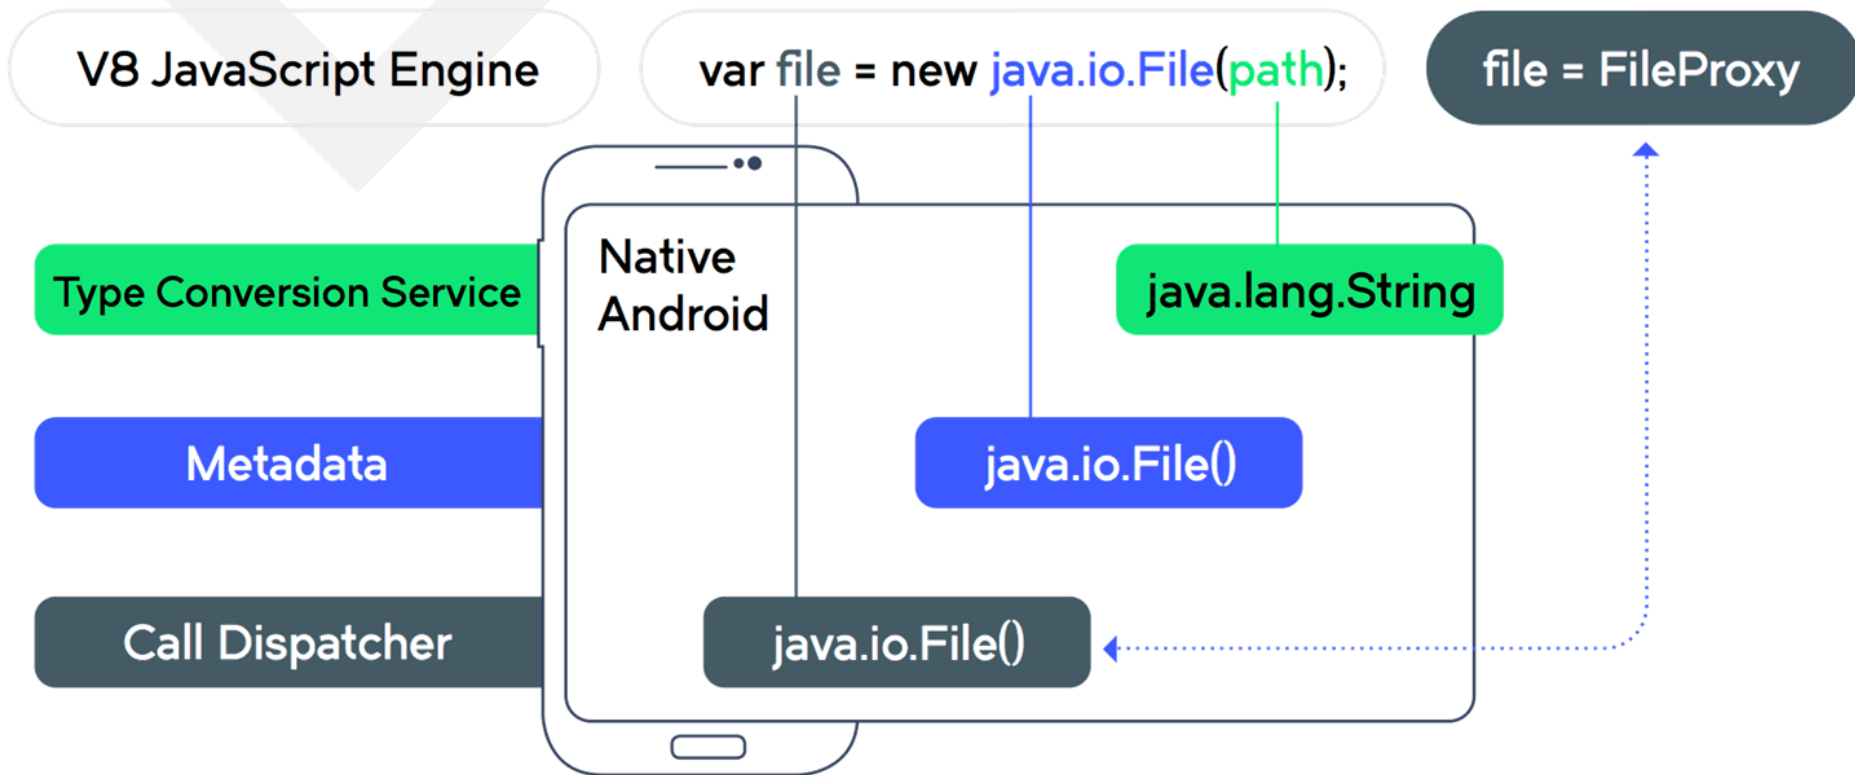 V8 JavaScript Engine
var file = new java.io.File(path);
file = FileProxy
Native
Android
Type Conversion Service
java.lang.String
Metadata
java.io.File()
Call Dispatcher
java.io.File()